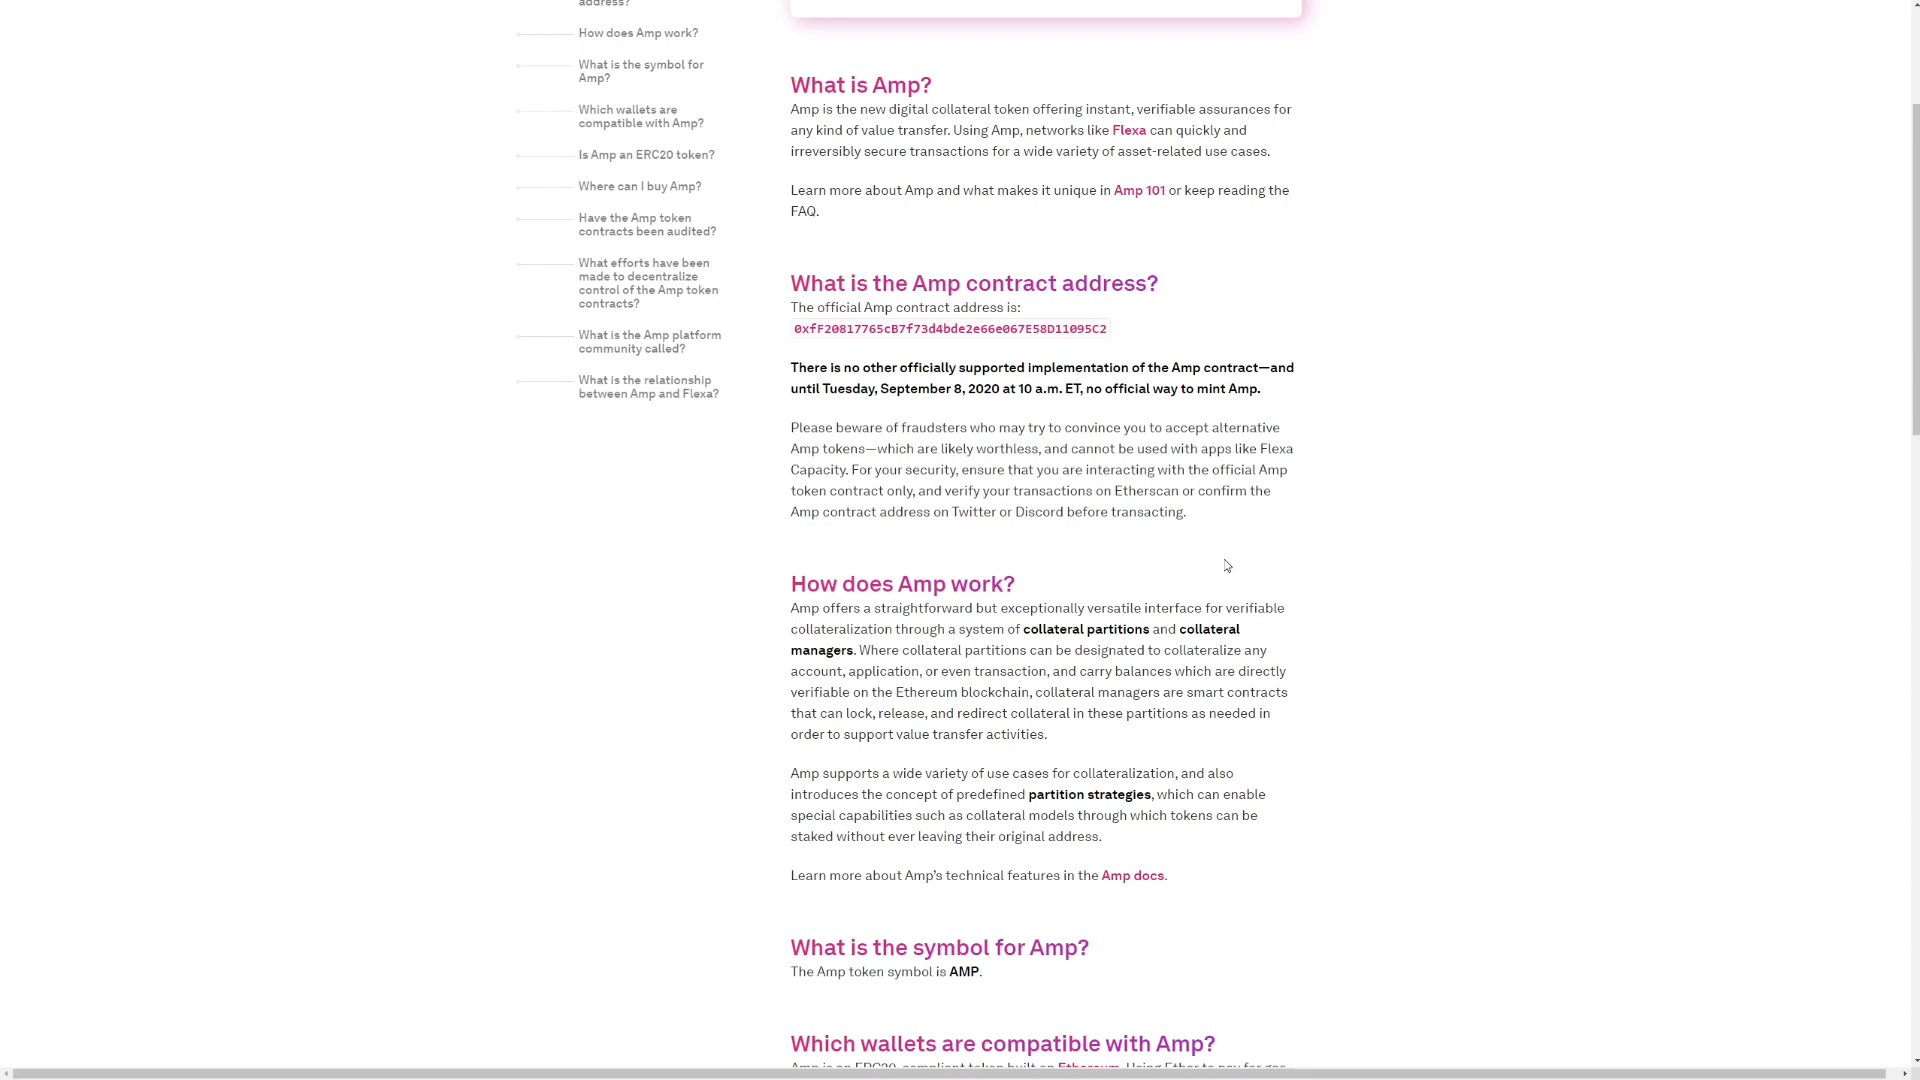 address?
How does Amp work?
What is the symbol for
Amp?
Which wallets are
compatible with Amp?
Is Amp an ERC20 token?
Where can I buy Amp?
Have the Amp token
contracts been audited?
What efforts have been
made to decentralize
control of the Amp token
contracts?
What is the Amp platform
community called?
What is the relationship
between Amp and Flexa?
What is Amp?
Amp is the new digital collateral token offering instant, verifiable assurances for
any kind of value transfer. Using Amp, networks like Flexa can quickly and
irreversibly secure transactions for a wide variety of asset-related use cases.
Learn more about Amp and what makes it unique in Amp 101 or keep reading the
FAQ.
What is the Amp contract address?
The official Amp contract address is:
0xfF20817765cB7f73d4bde2e66e067E58D11095C2
There is no other officially supported implementation of the Amp contract—and
until Tuesday, September 8, 2020 at 10 a.m. ET, no official way to mint Amp.
Please beware of fraudsters who may try to convince you to accept alternative
Amp tokens—which are likely worthless, and cannot be used with apps like Flexa
Capacity. For your security, ensure that you are interacting with the official Amp
token contract only, and verify your transactions on Etherscan or confirm the
Amp contract address on Twitter or Discord before transacting.
How does Amp work?
Amp offers a straightforward but exceptionally versatile interface for verifiable
collateralization through a system of collateral partitions and collateral
managers. Where collateral partitions can be designated to collateralize any
account, application, or even transaction, and carry balances which are directly
verifiable on the Ethereum blockchain, collateral managers are smart contracts
that can lock, release, and redirect collateral in these partitions as needed in
order to support value transfer activities.
Amp supports a wide variety of use cases for collateralization, and also
introduces the concept of predefined partition strategies, which can enable
special capabilities such as collateral models through which tokens can be
staked without ever leaving their original address.
Learn more about Amp’s technical features in the Amp docs.
What is the symbol for Amp?
The Amp token symbol is AMP.
Which wallets are compatible with Amp?
Amp is an ERC20-compliant token built on Ethereum. Using Ether to pay for gas